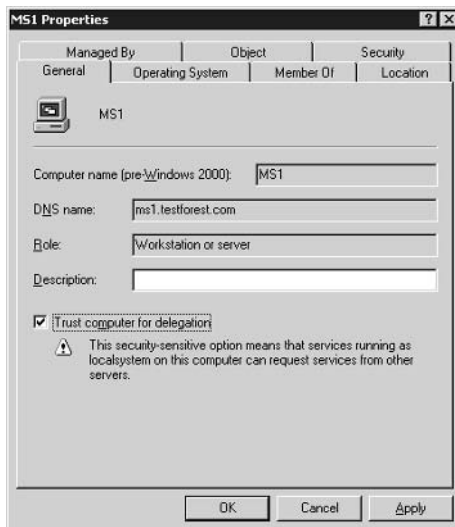 MS1 Properties
Managed By Object Security
General Operating System Member Of Location
MS1
Computer name (pre-Windows 2000): MS1
DNS name: ms1.testforest.com
Role: Workstation or server
Description:
Trust computer for delegation
This security-sensitive option means that services running as
localsystem on this computer can request services from other
servers.
OK Cancel Apply